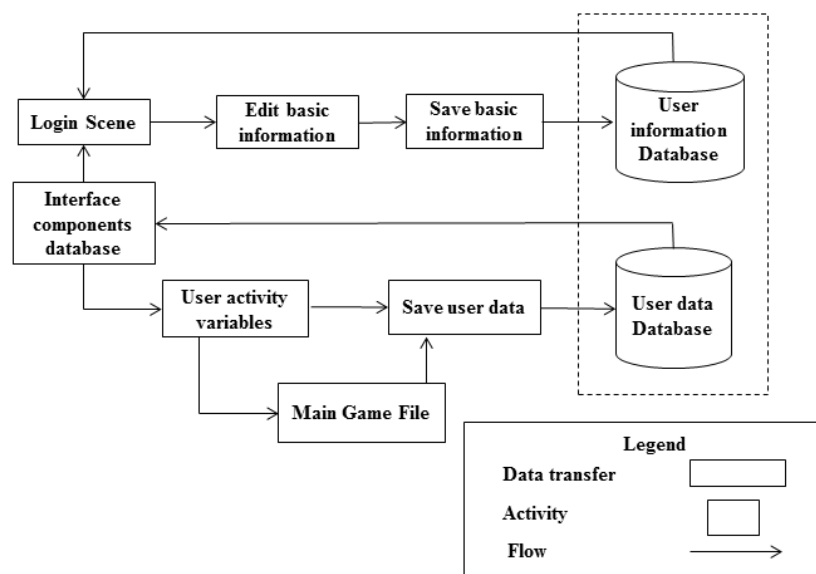 Login Scene
Edit basic
information
Save basic
information
User
information
Database
Interface
components
database
User activity
variables
Save user data
User data
Database
Main Game File
Legend
Data transfer
Activity
Flow